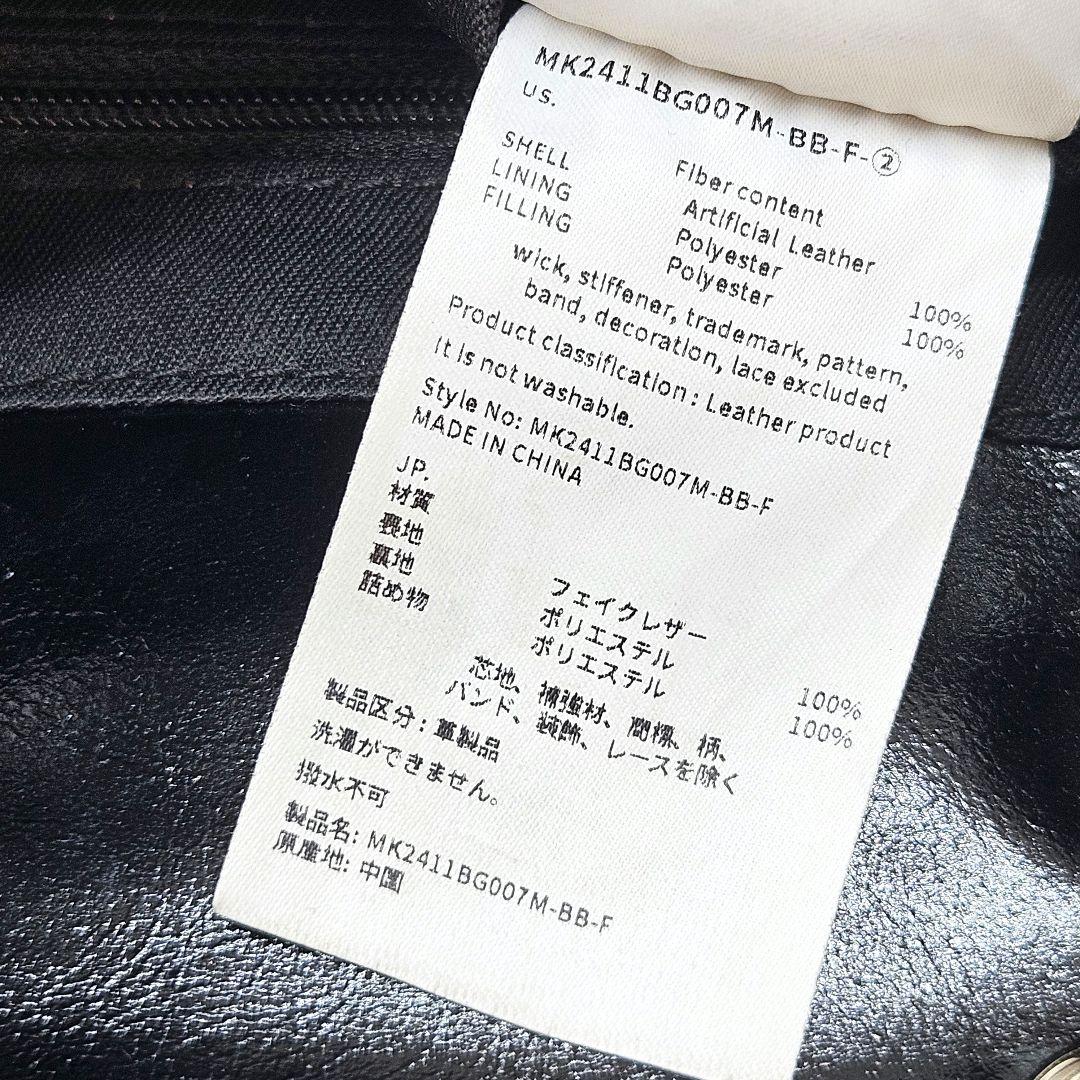 MK2411BG007M-BB-F-②
US.
Fiber content
SHELL Artificial Leather
LINING Polyester 100%
FILLING Polyester 100%
wick, stiffener, trademark, pattern,
band, decoration, lace excluded
Product classification : Leather product
It is not washable.
Style No: MK2411BG007M-BB-F
MADE IN CHINA
JP.
材質
表地 フェイクレザー
裏地 ポリエステル 100%
詰め物 ポリエステル 100%
芯地、補強材、商標、柄、
バンド、装飾、レースを除く
製品区分：革製品
洗濯ができません。
撥水不可
製品名: MK2411BG007M-BB-F
原産地: 中国